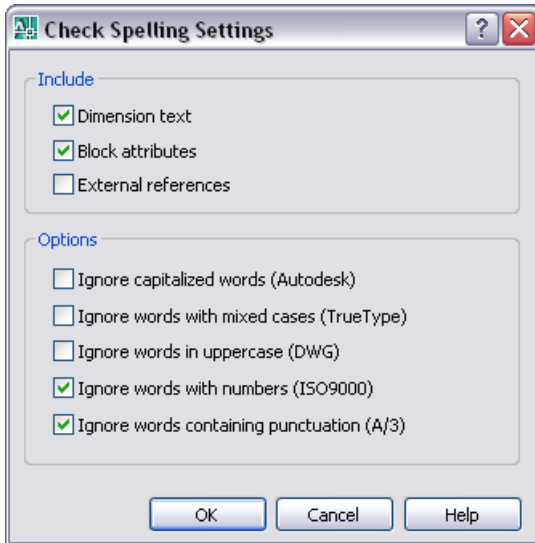 Check Spelling Settings
Include
Dimension text
Block attributes
External references
Options
Ignore capitalized words (Autodesk)
Ignore words with mixed cases (TrueType)
Ignore words in uppercase (DWG)
Ignore words with numbers (ISO9000)
Ignore words containing punctuation (A/3)
OK Cancel Help